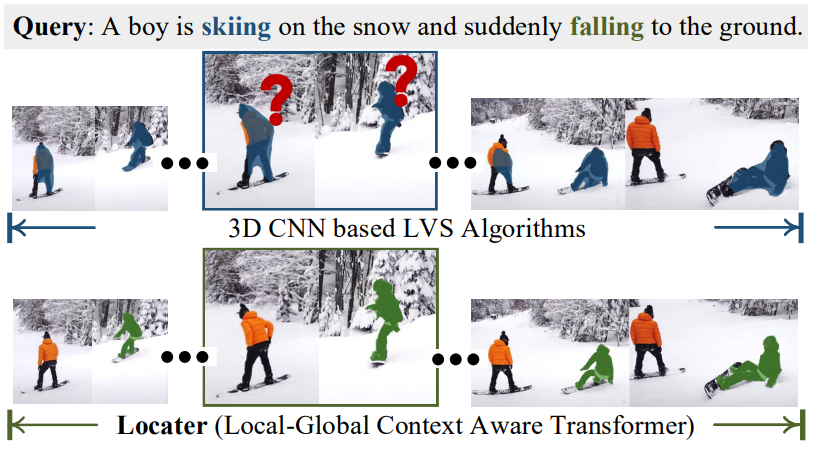 Query: A boy is skiing on the snow and suddenly falling to the ground.
? ?
3D CNN based LVS Algorithms
Locater (Local-Global Context Aware Transformer)